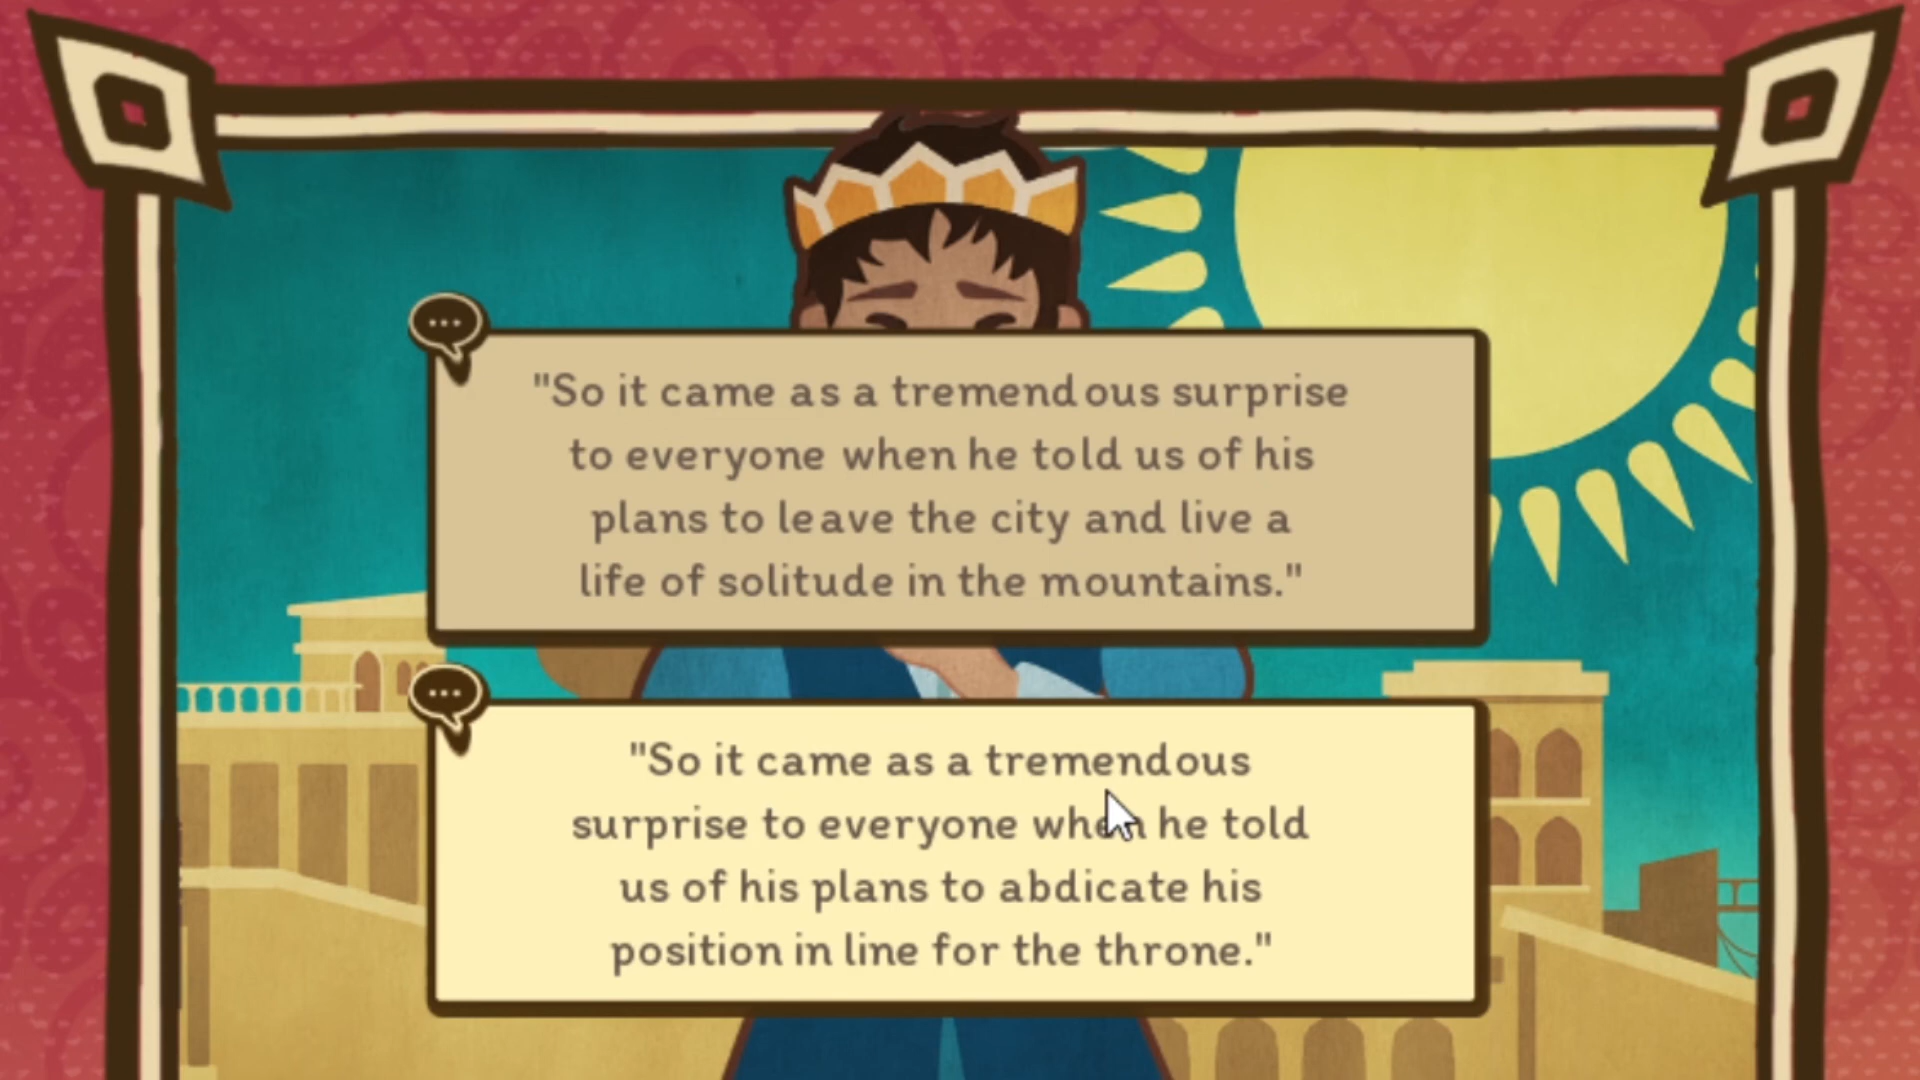 "So it came as a tremendous surprise
to everyone when he told us of his
plans to leave the city and live a
life of solitude in the mountains."
"So it came as a tremendous
surprise to everyone when he told
us of his plans to abdicate his
position in line for the throne."